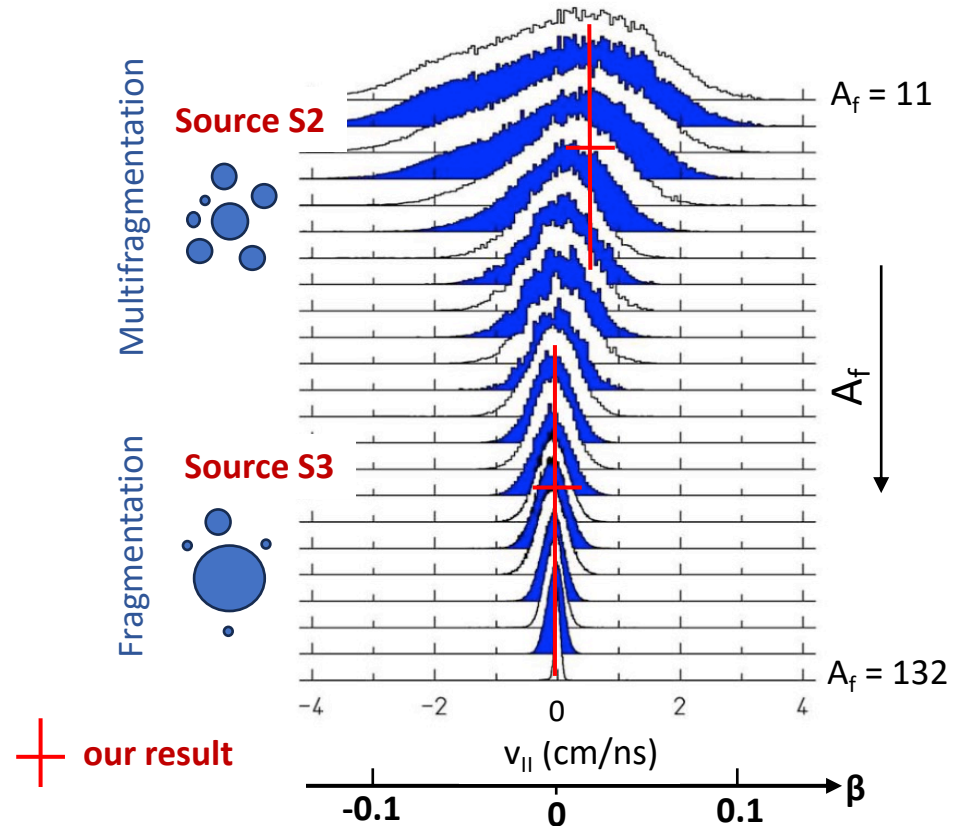 Multifragmentation
Source S2
A_f = 11
A_f
Fragmentation
Source S3
A_f = 132
−4 −2 0 2 4
our result
v_II (cm/ns)
β
-0.1 0 0.1